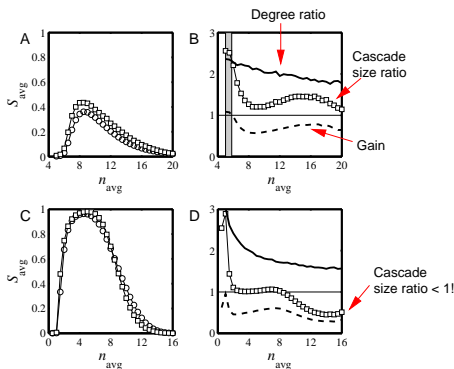 Degree ratio
A
B
Cascade
size ratio
Gain
1
0.8
0.6
0.4
0.2
0
S avg
4 8 12 16 20
n avg
3
2
1
0
4 8 12 16 20
n avg
C
D
1
0.8
0.6
0.4
0.2
0
S avg
0 4 8 12 16
n avg
3
2
1
0
0 4 8 12 16
n avg
Cascade
size ratio < 1!